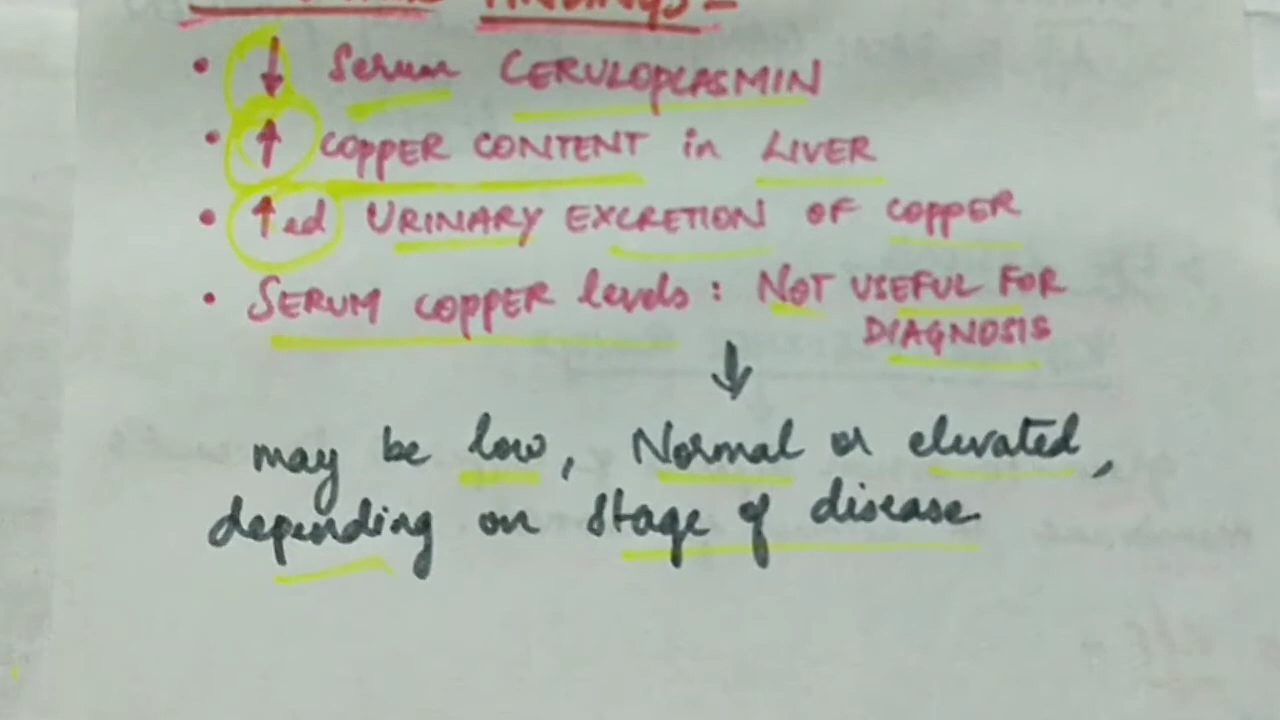 FINDINGS -
• ↓ Serum CERULOPLASMIN
• ↑ COPPER CONTENT in LIVER
• ↑ed URINARY EXCRETION OF COPPER
• SERUM COPPER levels : NOT USEFUL FOR
DIAGNOSIS
↓
may be low, Normal or elevated,
depending on stage of disease